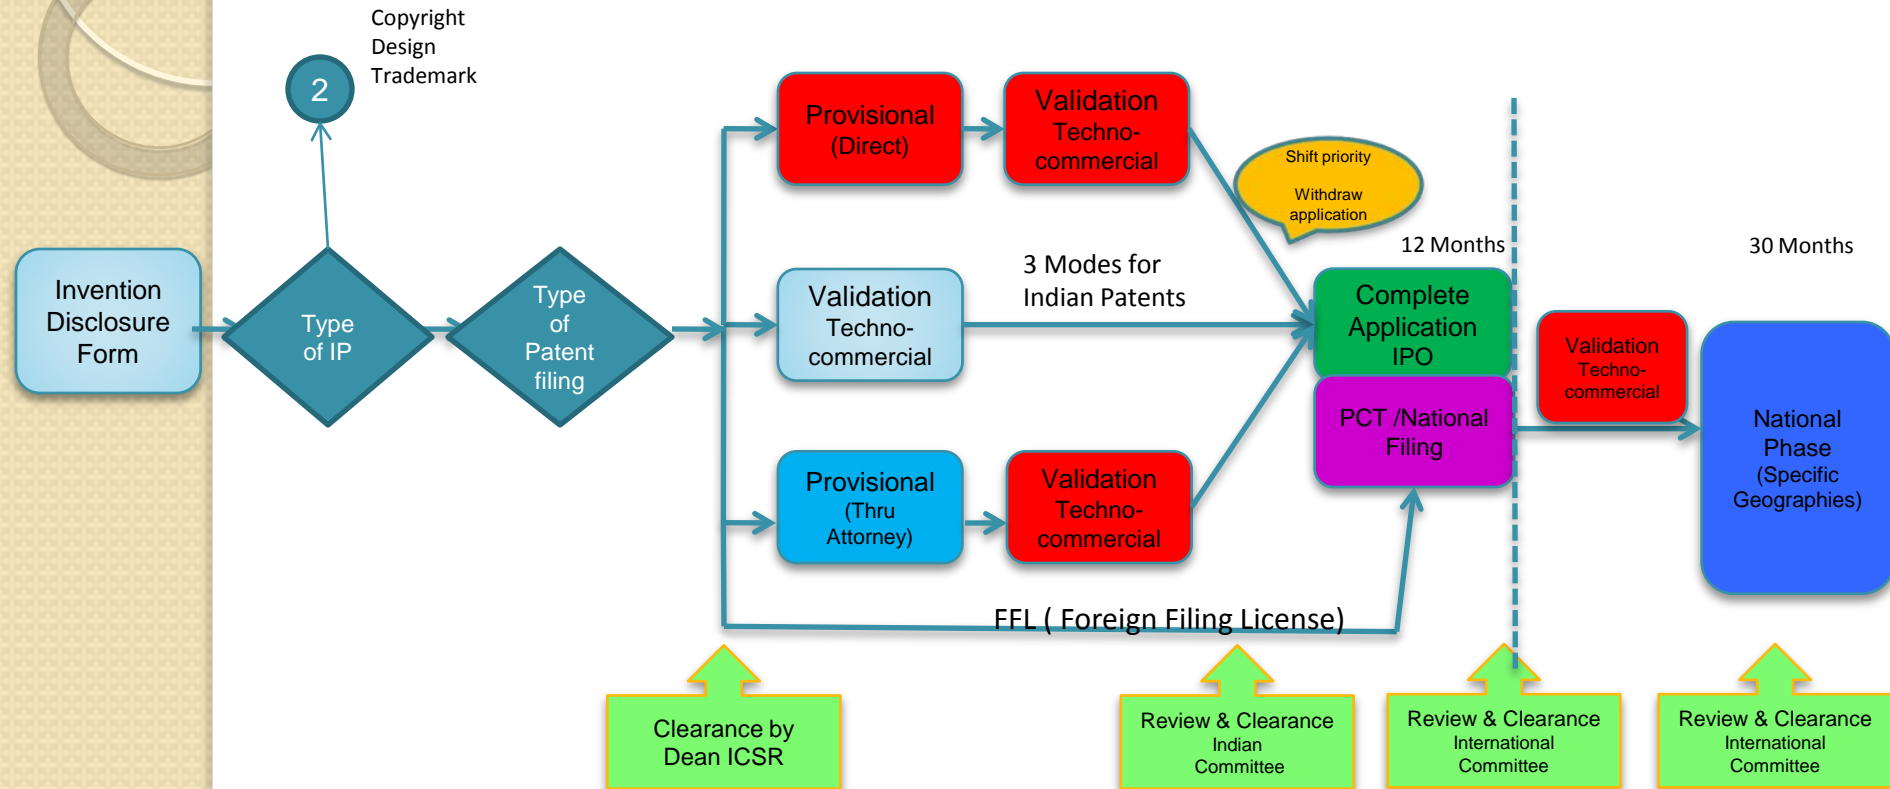 Copyright
Design
Trademark
2
Invention
Disclosure
Form
Type
of IP
Type
of
Patent
filing
Provisional
(Direct)
Validation
Techno-
commercial
Shift priority
Withdraw
application
3 Modes for
Indian Patents
Validation
Techno-
commercial
12 Months
30 Months
Complete
Application
IPO
PCT /National
Filing
Validation
Techno-
commercial
National
Phase
(Specific
Geographies)
Provisional
(Thru
Attorney)
Validation
Techno-
commercial
FFL ( Foreign Filing License)
Clearance by
Dean ICSR
Review & Clearance
Indian
Committee
Review & Clearance
International
Committee
Review & Clearance
International
Committee